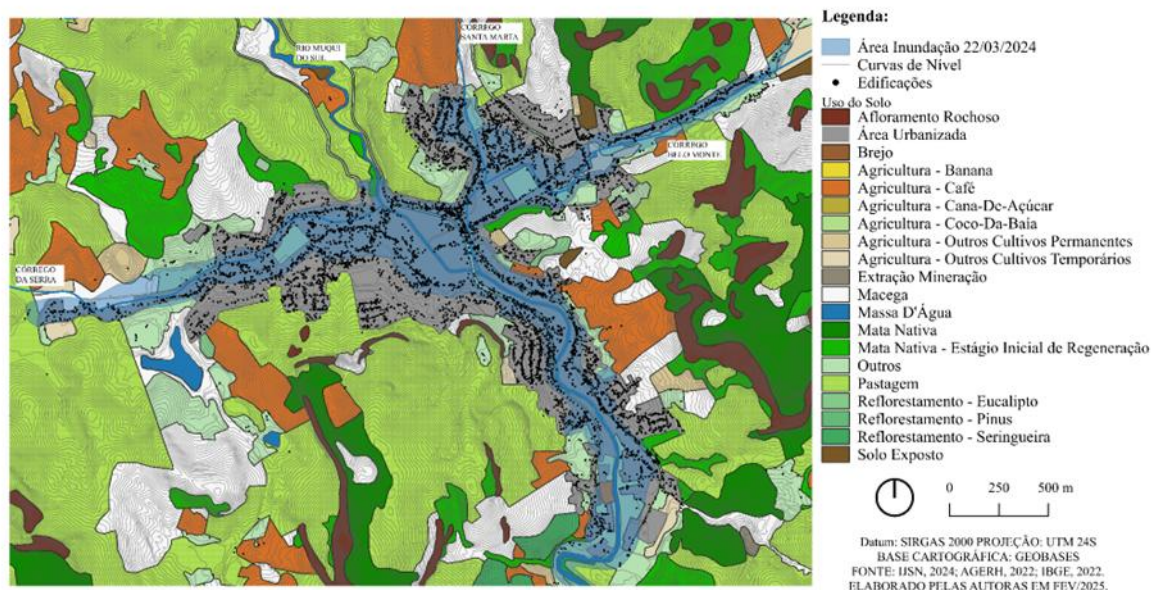 CÓRREGO
SANTA MARTA
RIO MUQUI
DO SUL
CÓRREGO
BELO MONTE
CÓRREGO
DA SERRA
Legenda:
Área Inundação 22/03/2024
Curvas de Nível
Edificações
Uso do Solo
Afloramento Rochoso
Área Urbanizada
Brejo
Agricultura - Banana
Agricultura - Café
Agricultura - Cana-De-Açúcar
Agricultura - Coco-Da-Baía
Agricultura - Outros Cultivos Permanentes
Agricultura - Outros Cultivos Temporários
Extração Mineração
Macega
Massa D'Água
Mata Nativa
Mata Nativa - Estágio Inicial de Regeneração
Outros
Pastagem
Reflorestamento - Eucalipto
Reflorestamento - Pinus
Reflorestamento - Seringueira
Solo Exposto
0 250 500 m
Datum: SIRGAS 2000 PROJEÇÃO: UTM 24S
BASE CARTOGRÁFICA: GEOBASES
FONTE: IJSN, 2024; AGERH, 2022; IBGE, 2022.
ELABORADO PELAS AUTORAS EM FEV/2025.